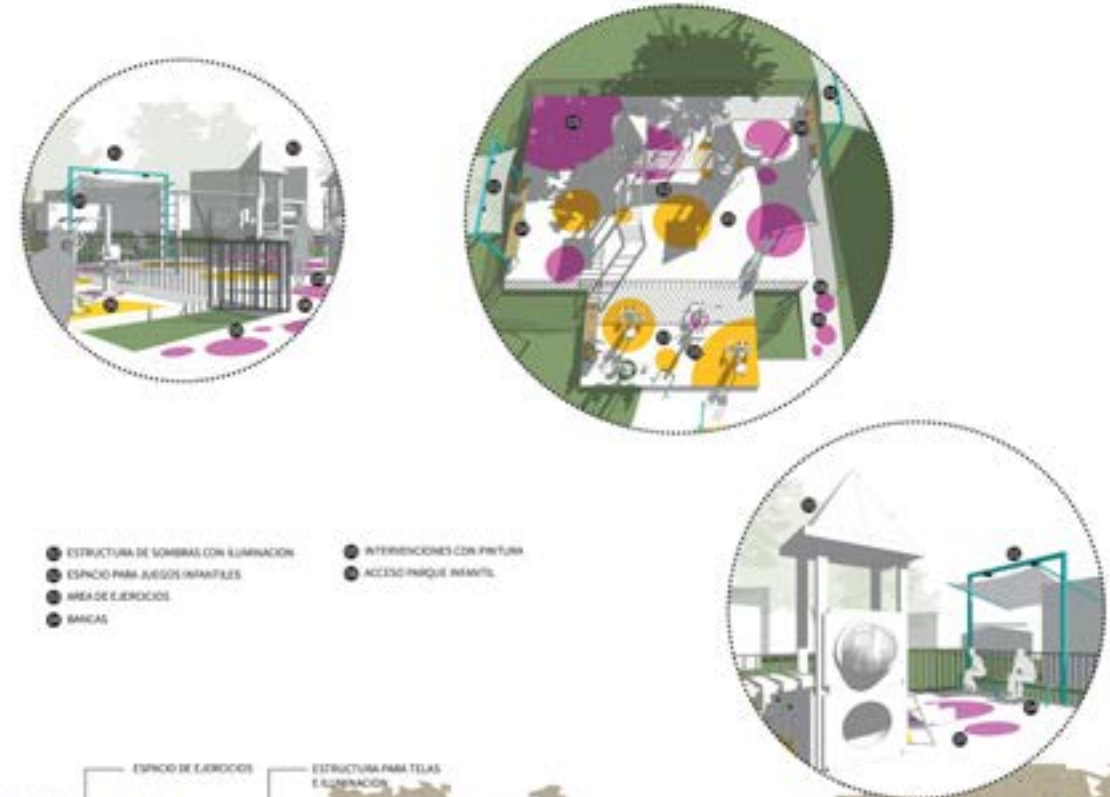 ESTRUCTURA DE SOMBRAS CON ILUMINACION
ESPACIO PARA JUEGOS INFANTILES
AREA DE EJERCICIOS
BANCAS
INTERVENCIONES CON PINTURA
ACCESO PARQUE INFANTIL
ESPACIO DE EJERCICIOS
ESTRUCTURA PARA TELAS
E ILUMINACION